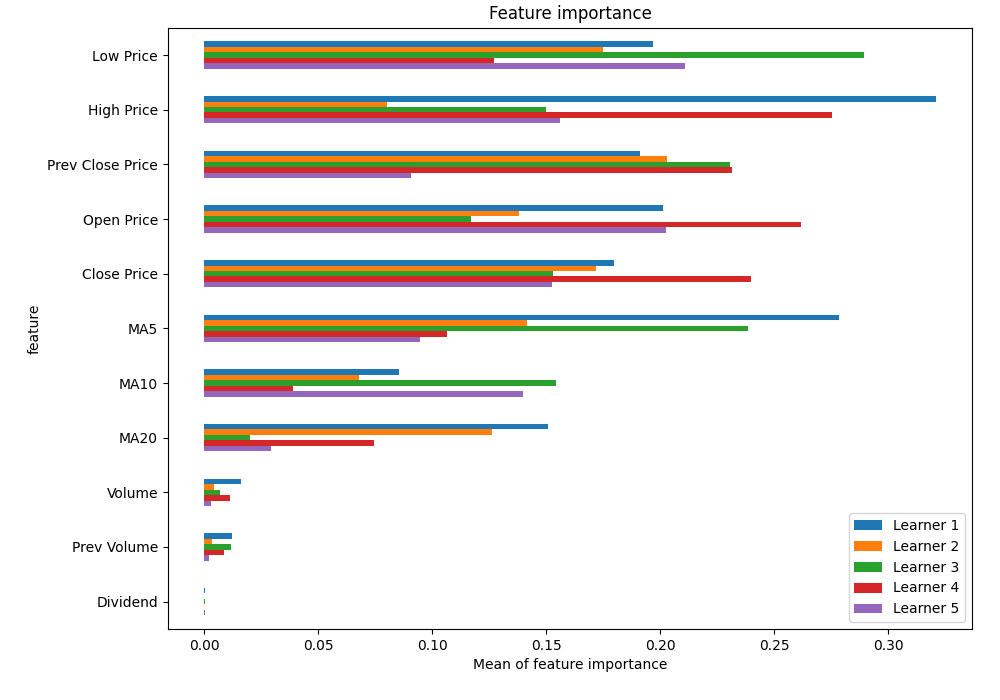 Feature importance
Low Price
High Price
Prev Close Price
Open Price
Close Price
MA5
MA10
MA20
Volume
Prev Volume
Dividend
feature
Learner 1
Learner 2
Learner 3
Learner 4
Learner 5
0.00 0.05 0.10 0.15 0.20 0.25 0.30
Mean of feature importance